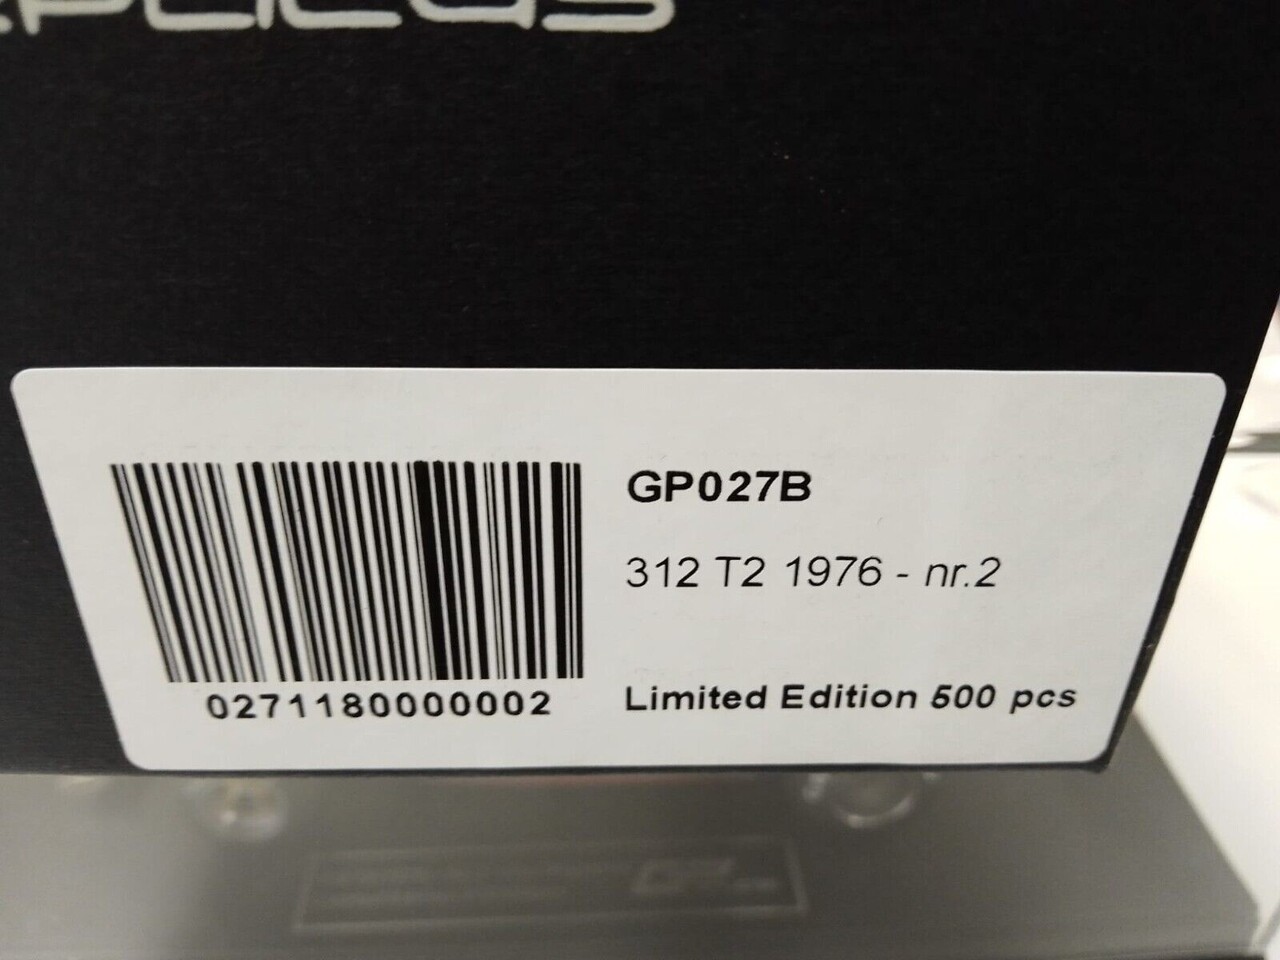 GP027B
312 T2 1976 - nr.2
0271180000002
Limited Edition 500 pcs